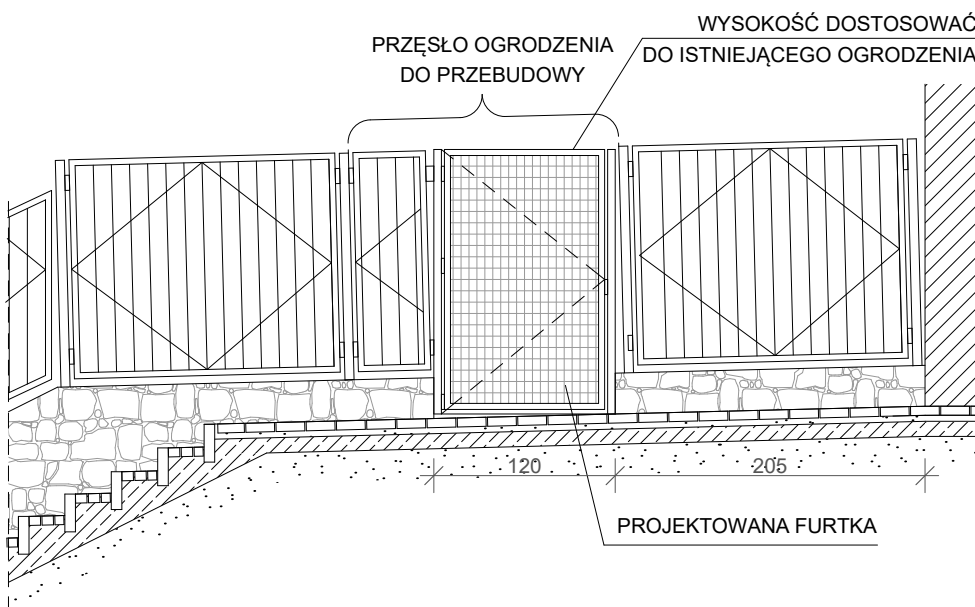 WYSOKOŚĆ DOSTOSOWAĆ
DO ISTNIEJĄCEGO OGRODZENIA
PRZĘSŁO OGRODZENIA
DO PRZEBUDOWY
120
205
PROJEKTOWANA FURTKA